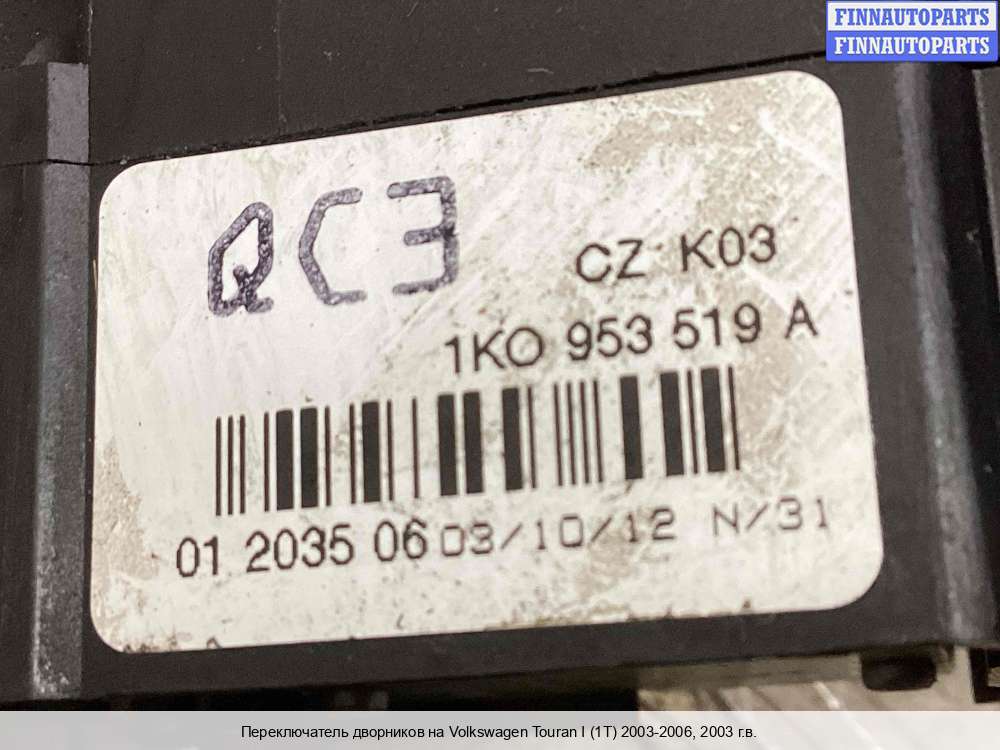 FINNAUTOPARTS
FINNAUTOPARTS
QC3
CZ K03
1K0 953 519 A
01 2035 06 03/10/12 N/31
Переключатель дворников на Volkswagen Touran I (1T) 2003-2006, 2003 г.в.